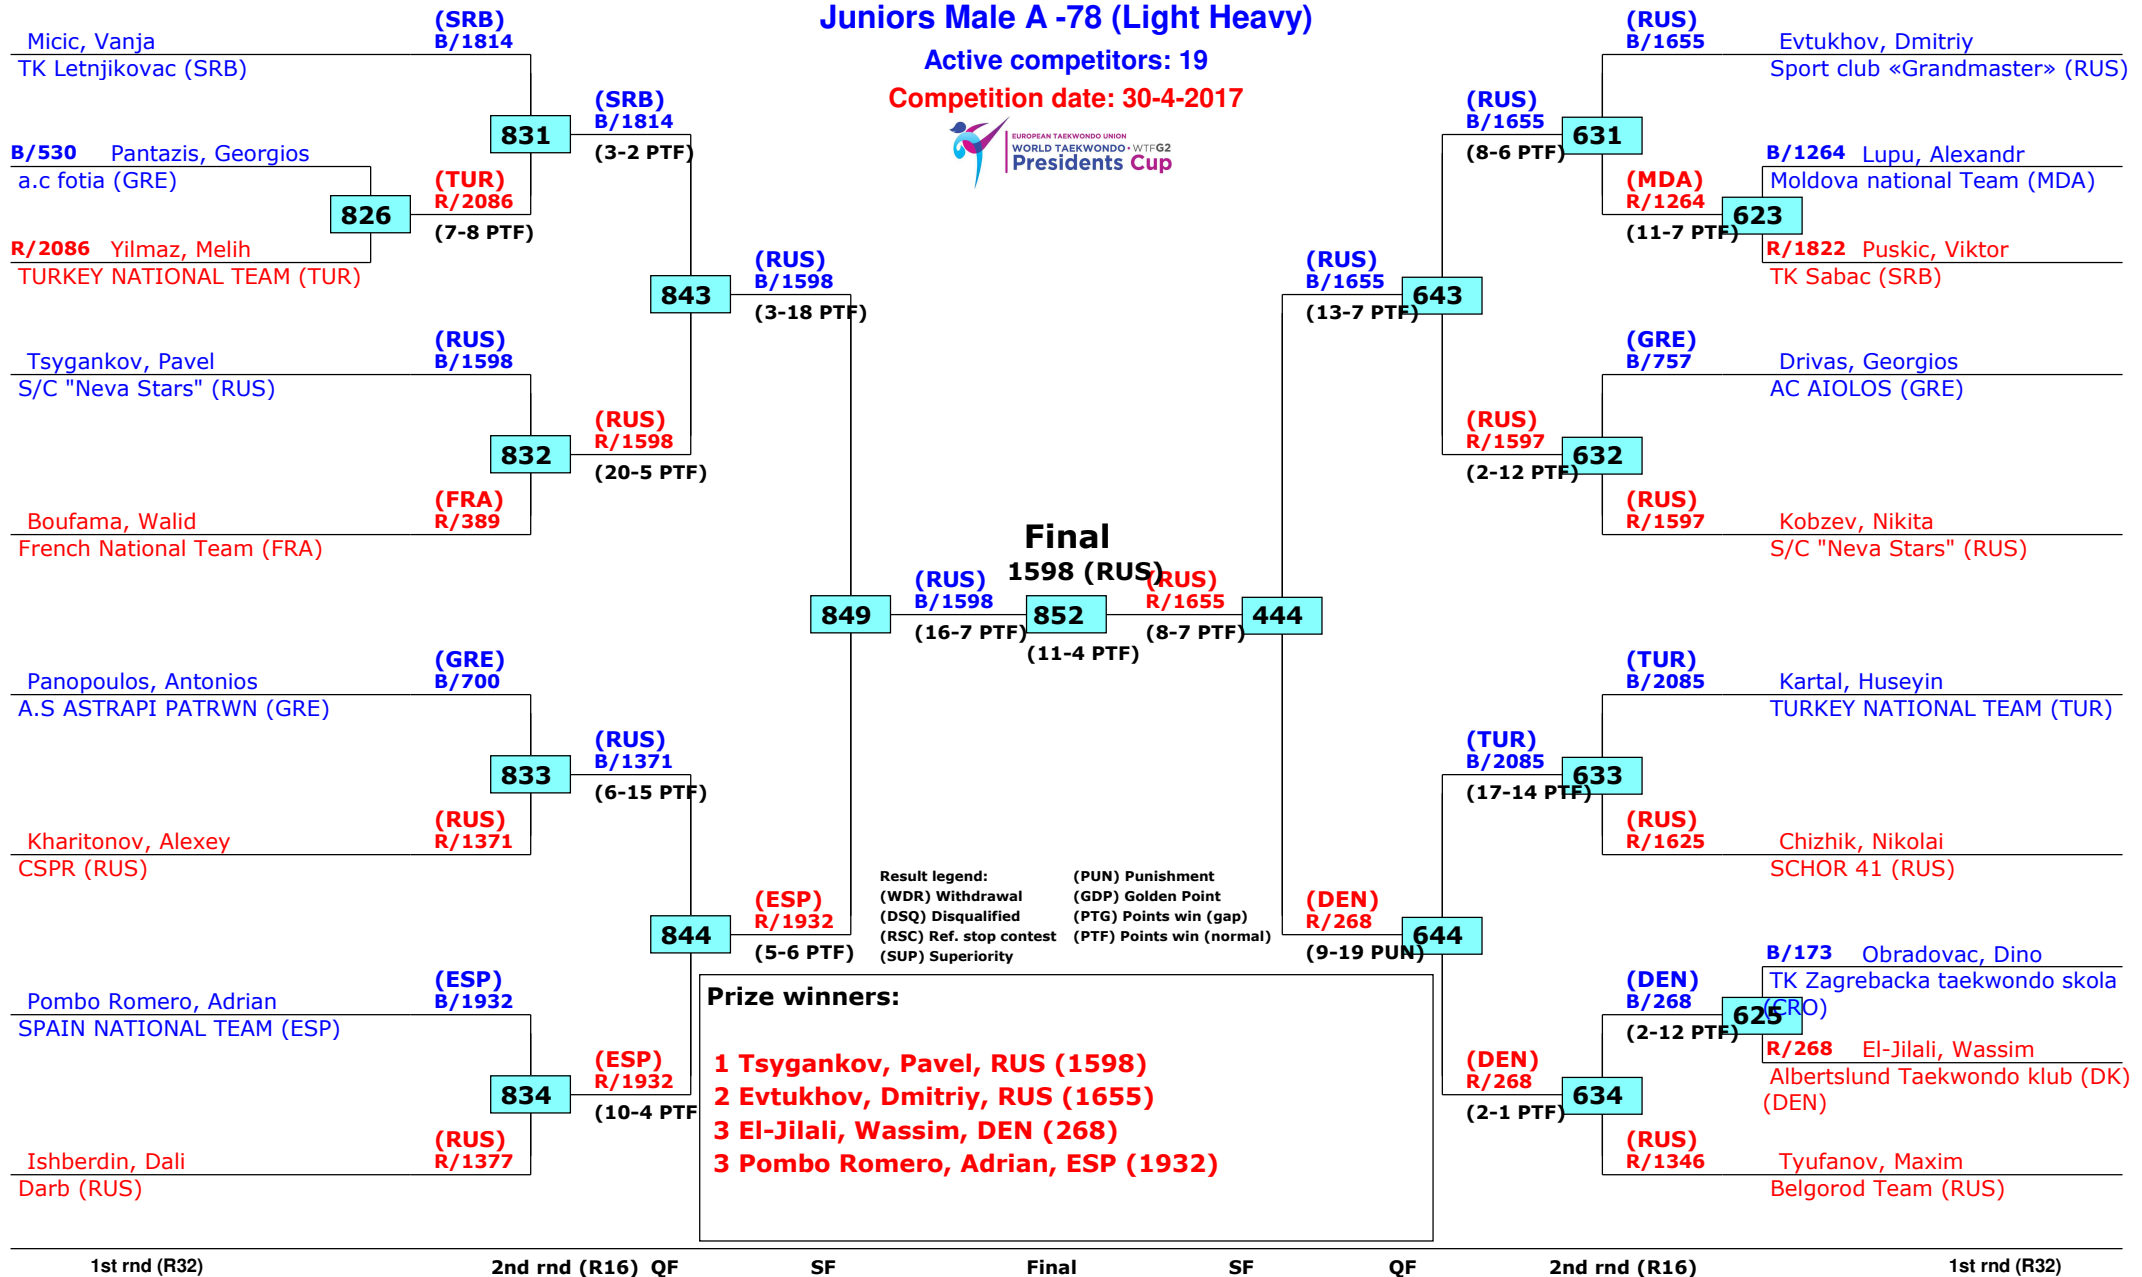 Juniors Male A -78 (Light Heavy)
Active competitors: 19
Competition date: 30-4-2017
EUROPEAN TAEKWONDO UNION
WORLD TAEKWONDO • WTFG2
Presidents Cup
Micic, Vanja
TK Letnjikovac (SRB)
(SRB)
B/1814
B/530 Pantazis, Georgios
a.c fotia (GRE)
826
R/2086 Yilmaz, Melih
TURKEY NATIONAL TEAM (TUR)
(TUR)
R/2086
(7-8 PTF)
831
(SRB)
B/1814
(3-2 PTF)
Tsygankov, Pavel
S/C "Neva Stars" (RUS)
(RUS)
B/1598
832
Boufama, Walid
French National Team (FRA)
(FRA)
R/389
(RUS)
R/1598
(20-5 PTF)
843
(RUS)
B/1598
(3-18 PTF)
Panopoulos, Antonios
A.S ASTRAPI PATRWN (GRE)
(GRE)
B/700
833
Kharitonov, Alexey
CSPR (RUS)
(RUS)
R/1371
(RUS)
B/1371
(6-15 PTF)
Pombo Romero, Adrian
SPAIN NATIONAL TEAM (ESP)
(ESP)
B/1932
834
Ishberdin, Dali
Darb (RUS)
(RUS)
R/1377
(ESP)
R/1932
(10-4 PTF
844
(ESP)
R/1932
(5-6 PTF)
849
(RUS)
B/1598
(16-7 PTF)
Final
1598 (RUS)
852
(11-4 PTF)
(RUS)
R/1655
(8-7 PTF)
444
(RUS)
B/1655
(13-7 PTF)
643
(RUS)
B/1655
(8-6 PTF)
631
(RUS)
B/1655
Evtukhov, Dmitriy
Sport club «Grandmaster» (RUS)
B/1264 Lupu, Alexandr
Moldova national Team (MDA)
(MDA)
R/1264
(11-7 PTF)
623
R/1822 Puskic, Viktor
TK Sabac (SRB)
(GRE)
B/757
Drivas, Georgios
AC AIOLOS (GRE)
(RUS)
R/1597
(2-12 PTF)
632
(RUS)
R/1597
Kobzev, Nikita
S/C "Neva Stars" (RUS)
(TUR)
B/2085
Kartal, Huseyin
TURKEY NATIONAL TEAM (TUR)
(TUR)
B/2085
(17-14 PTF)
633
(RUS)
R/1625
Chizhik, Nikolai
SCHOR 41 (RUS)
(DEN)
R/268
(9-19 PUN)
644
B/173 Obradovac, Dino
TK Zagrebacka taekwondo skola
(CRO)
(DEN)
B/268
(2-12 PTF)
625
R/268 El-Jilali, Wassim
Albertslund Taekwondo klub (DK)
(DEN)
(DEN)
R/268
(2-1 PTF)
634
(RUS)
R/1346
Tyufanov, Maxim
Belgorod Team (RUS)
Result legend:
(WDR) Withdrawal
(DSQ) Disqualified
(RSC) Ref. stop contest
(SUP) Superiority
(PUN) Punishment
(GDP) Golden Point
(PTG) Points win (gap)
(PTF) Points win (normal)
Prize winners:
1 Tsygankov, Pavel, RUS (1598)
2 Evtukhov, Dmitriy, RUS (1655)
3 El-Jilali, Wassim, DEN (268)
3 Pombo Romero, Adrian, ESP (1932)
1st rnd (R32) 2nd rnd (R16) QF SF Final SF QF 2nd rnd (R16) 1st rnd (R32)